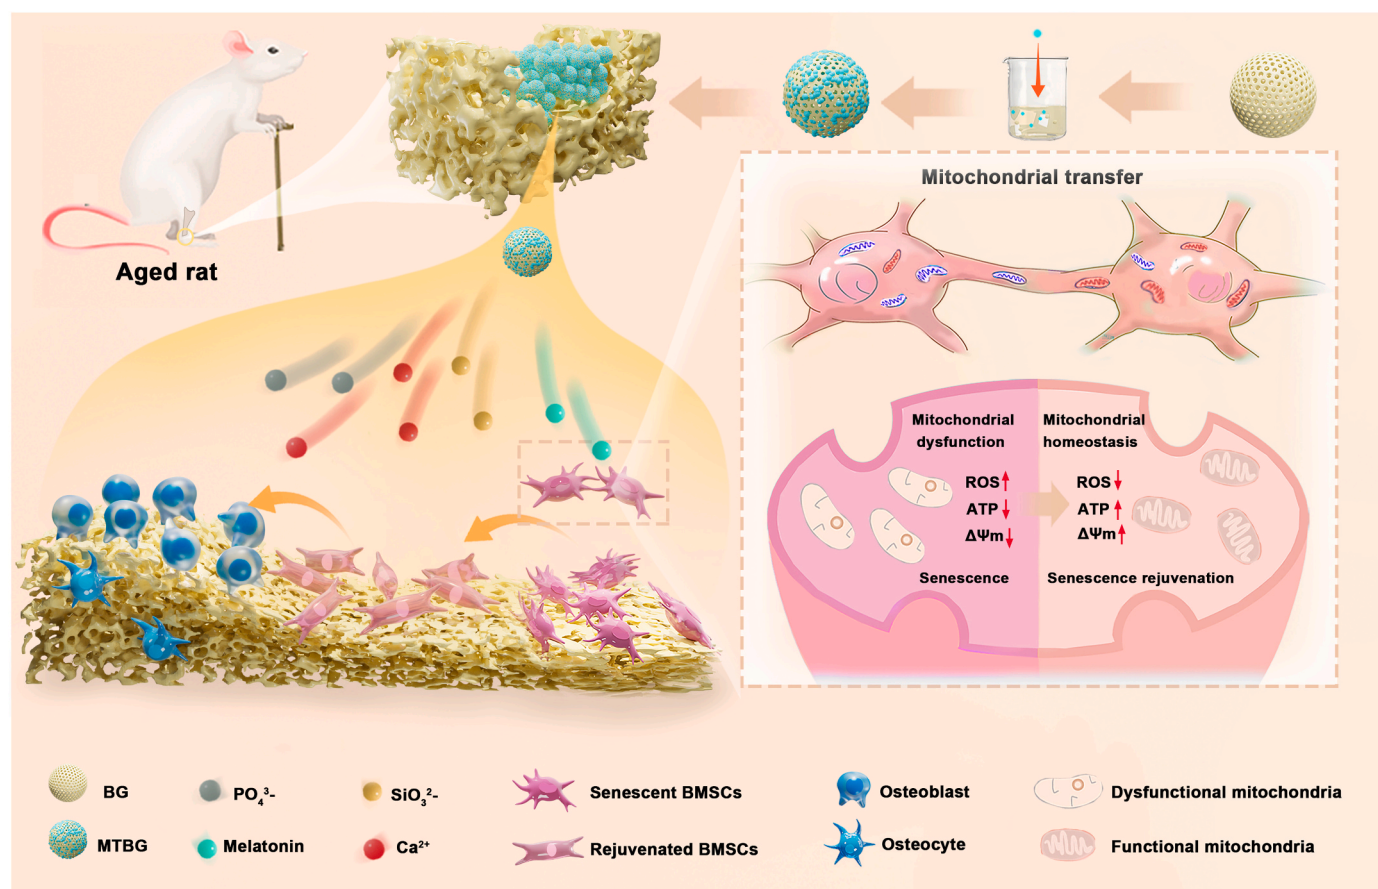 Mitochondrial transfer
Aged rat
Mitochondrial
dysfunction
ROS↑
ATP↓
ΔΨm↓
Senescence
Mitochondrial
homeostasis
ROS↓
ATP↑
ΔΨm↑
Senescence rejuvenation
BG
PO₄³-
SiO₃²-
Senescent BMSCs
Osteoblast
Dysfunctional mitochondria
MTBG
Melatonin
Ca²⁺
Rejuvenated BMSCs
Osteocyte
Functional mitochondria